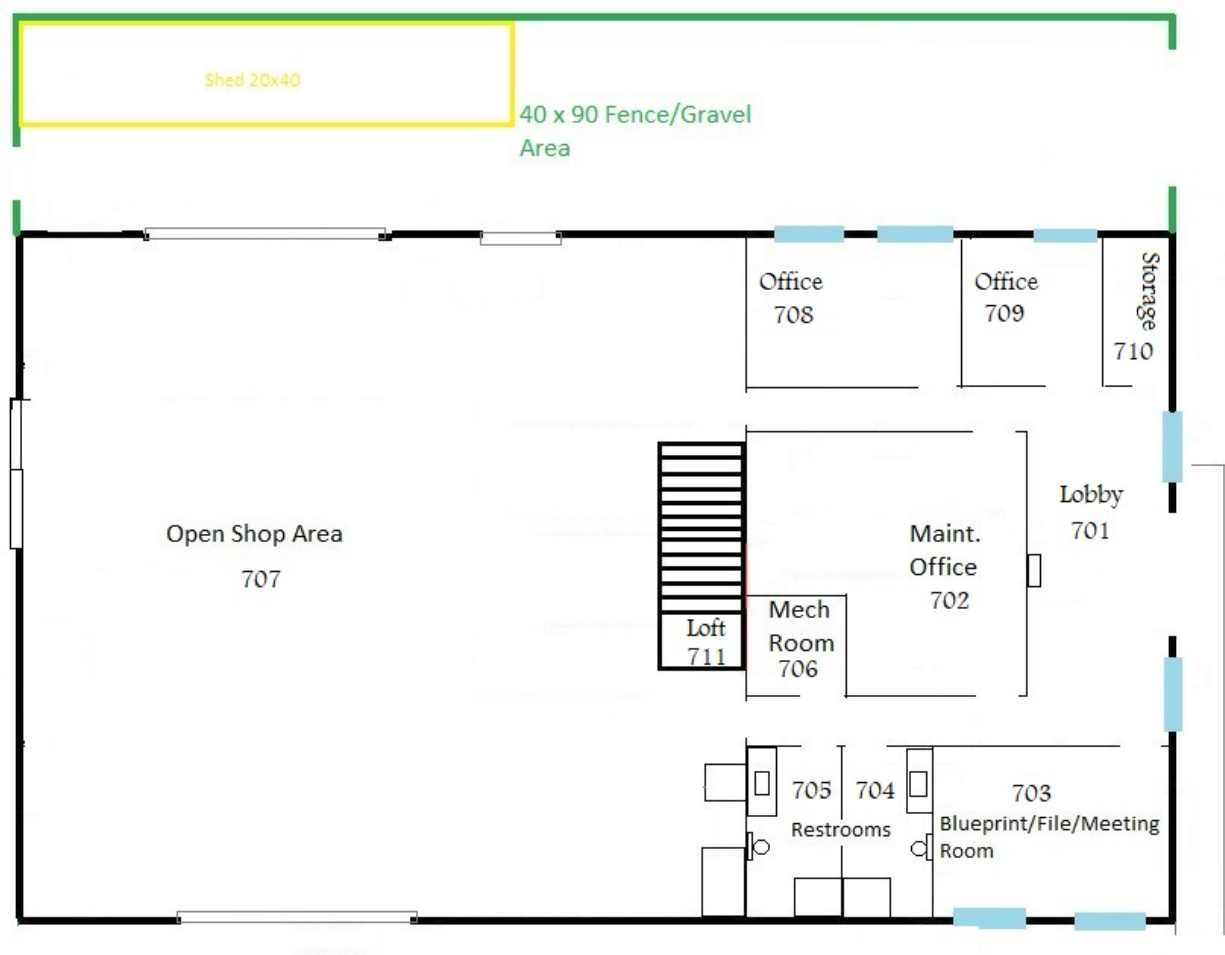 Shed 20x40
40 x 90 Fence/Gravel
Area
Office
708
Office
709
Storage
710
Lobby
701
Open Shop Area
707
Maint.
Office
702
Mech
Room
706
Loft
711
705
704
Restrooms
703
Blueprint/File/Meeting
Room